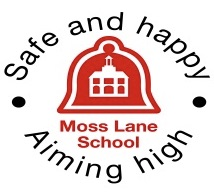 Safe and happy
Moss Lane
School
Aiming high